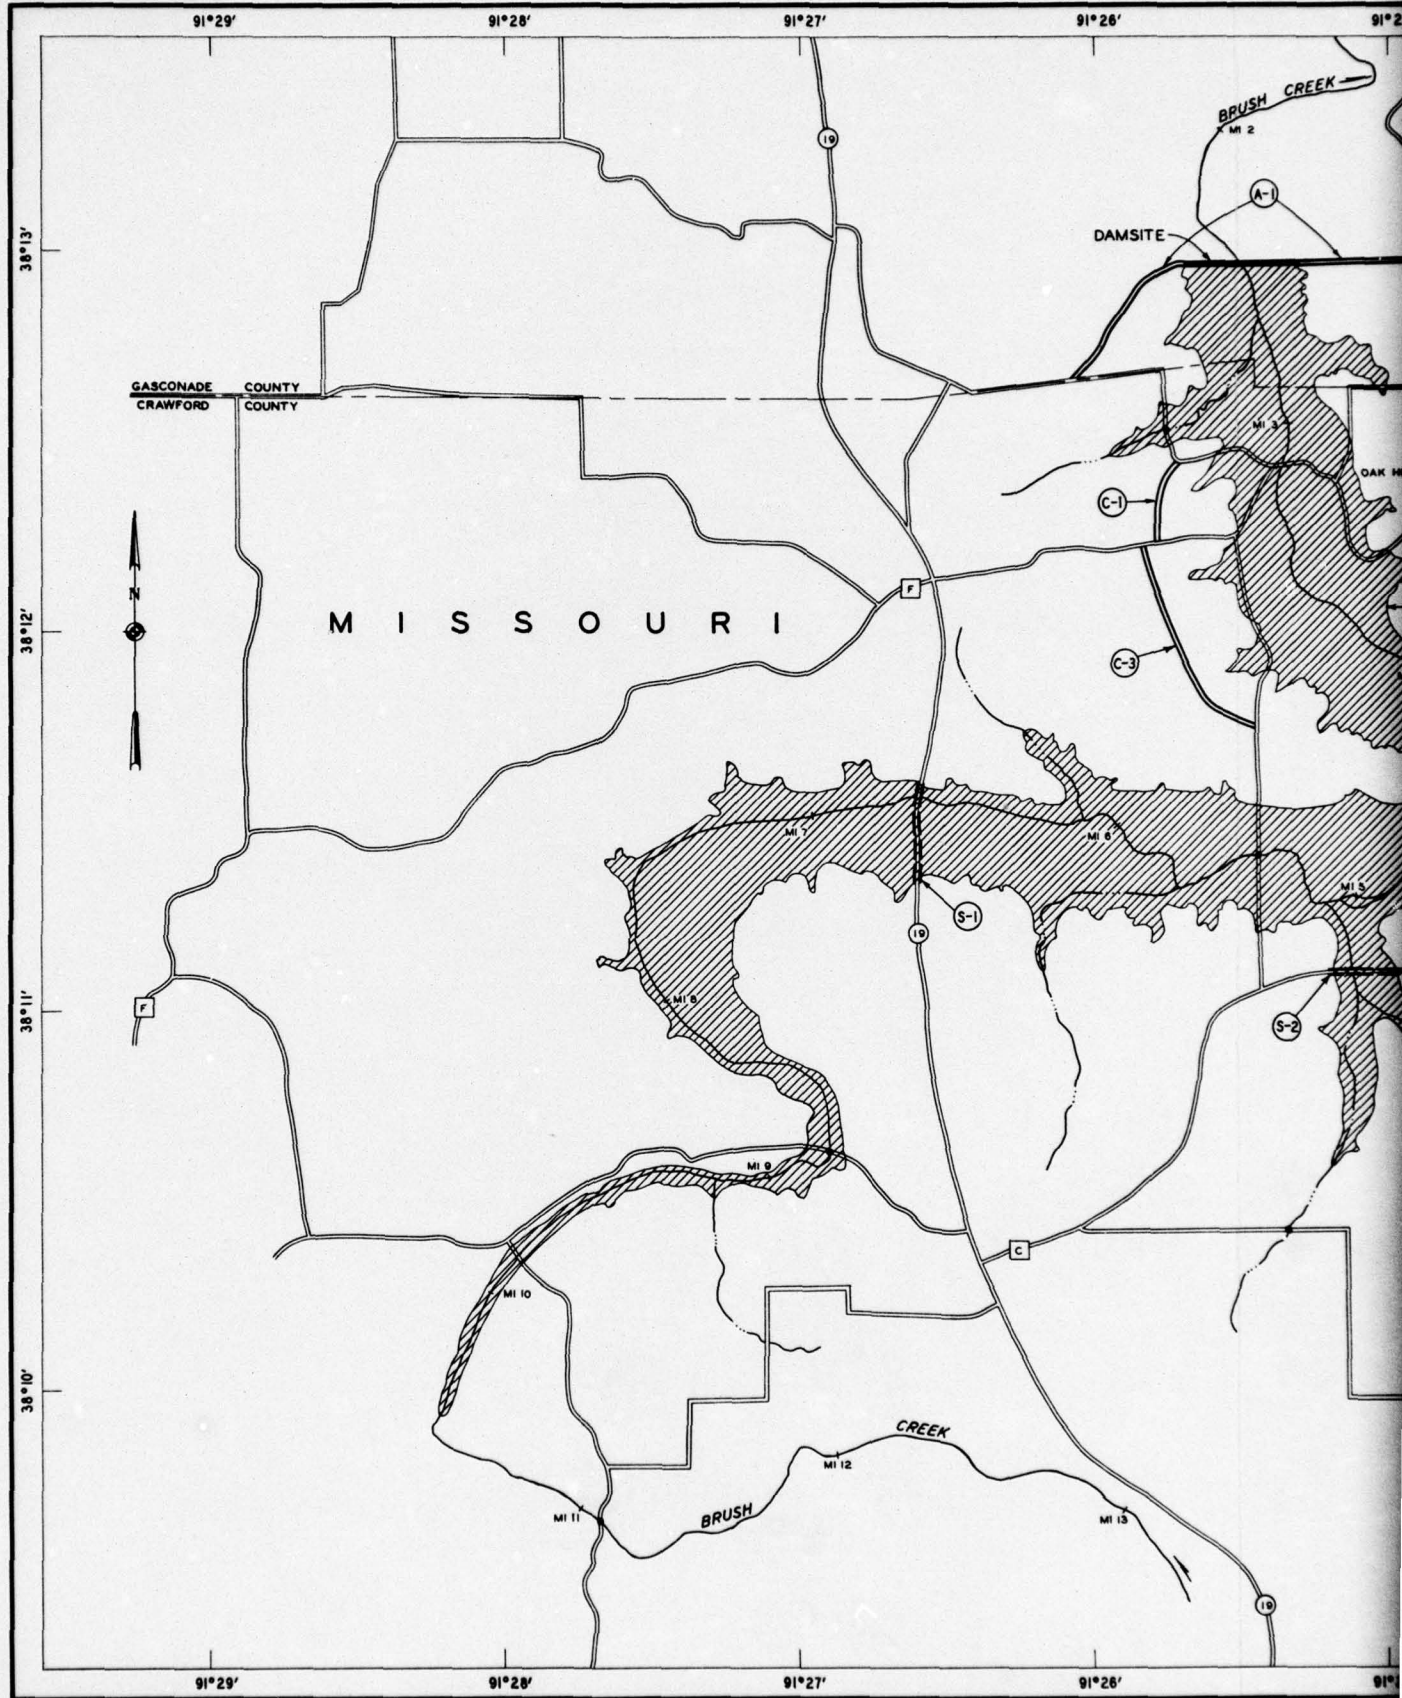 91°29'
91°28'
91°27'
91°26'
BRUSH CREEK
MI 2
19
A-1
DAMSITE
38°13'
GASCONADE COUNTY
CRAWFORD COUNTY
MI 3
OAK
C-1
N
F
MISSOURI
38°12'
C-3
MI 7
MI 6
MI 5
S-1
19
MI 8
38°11'
F
S-2
MI 9
C
MI 10
38°10'
CREEK
MI 12
BRUSH
MI 11
MI 13
19
91°29'
91°28'
91°27'
91°26'